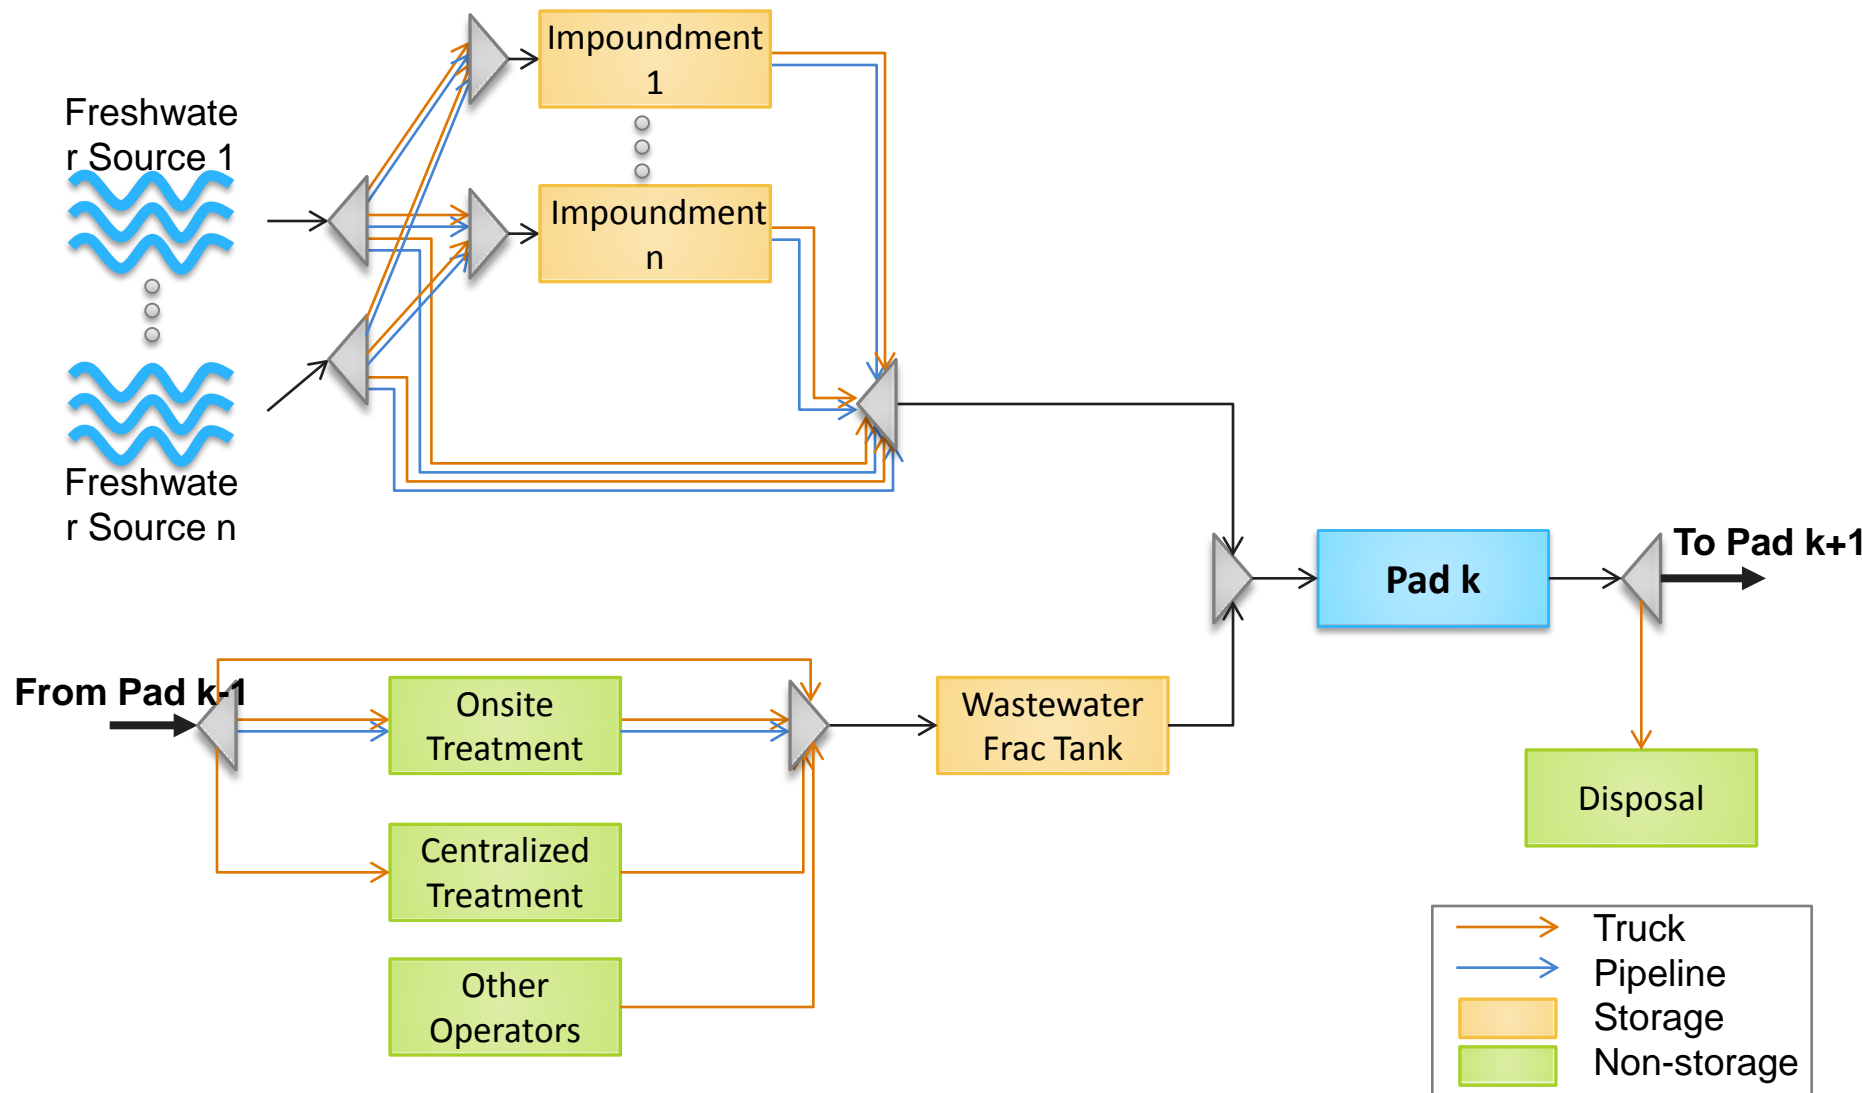 Impoundment
1
Freshwate
r Source 1
Impoundment
n
Freshwate
r Source n
To Pad k+1
Pad k
From Pad k-1
Onsite
Treatment
Wastewater
Frac Tank
Disposal
Centralized
Treatment
Other
Operators
Truck
Pipeline
Storage
Non-storage